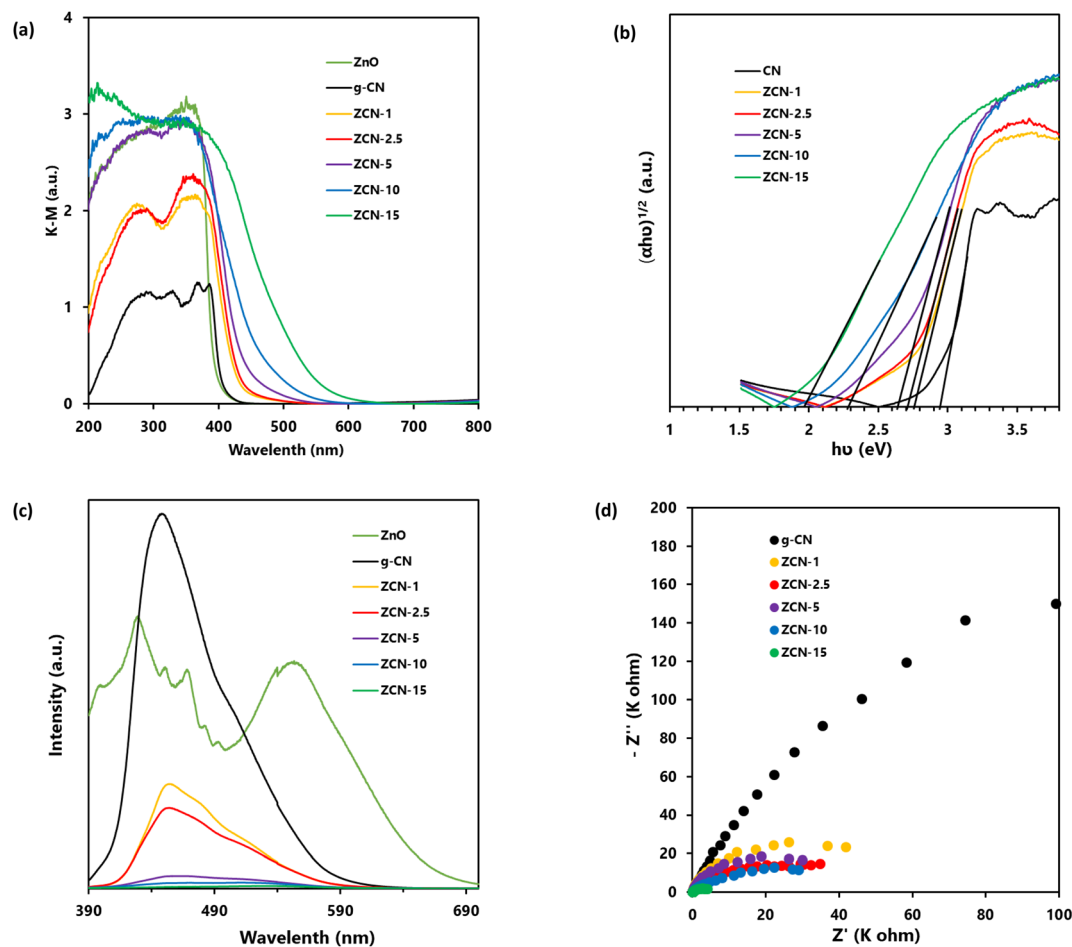 (a)
4
3
2
1
0
K-M (a.u.)
200 300 400 500 600 700 800
Wavelenth (nm)
ZnO
g-CN
ZCN-1
ZCN-2.5
ZCN-5
ZCN-10
ZCN-15
(b)
(αhυ)1/2 (a.u.)
CN
ZCN-1
ZCN-2.5
ZCN-5
ZCN-10
ZCN-15
1 1.5 2 2.5 3 3.5
hυ (eV)
(c)
Intensity (a.u.)
ZnO
g-CN
ZCN-1
ZCN-2.5
ZCN-5
ZCN-10
ZCN-15
390 490 590 690
Wavelenth (nm)
(d)
200
180
160
140
120
100
80
60
40
20
0
- Z'' (K ohm)
g-CN
ZCN-1
ZCN-2.5
ZCN-5
ZCN-10
ZCN-15
0 20 40 60 80 100
Z' (K ohm)